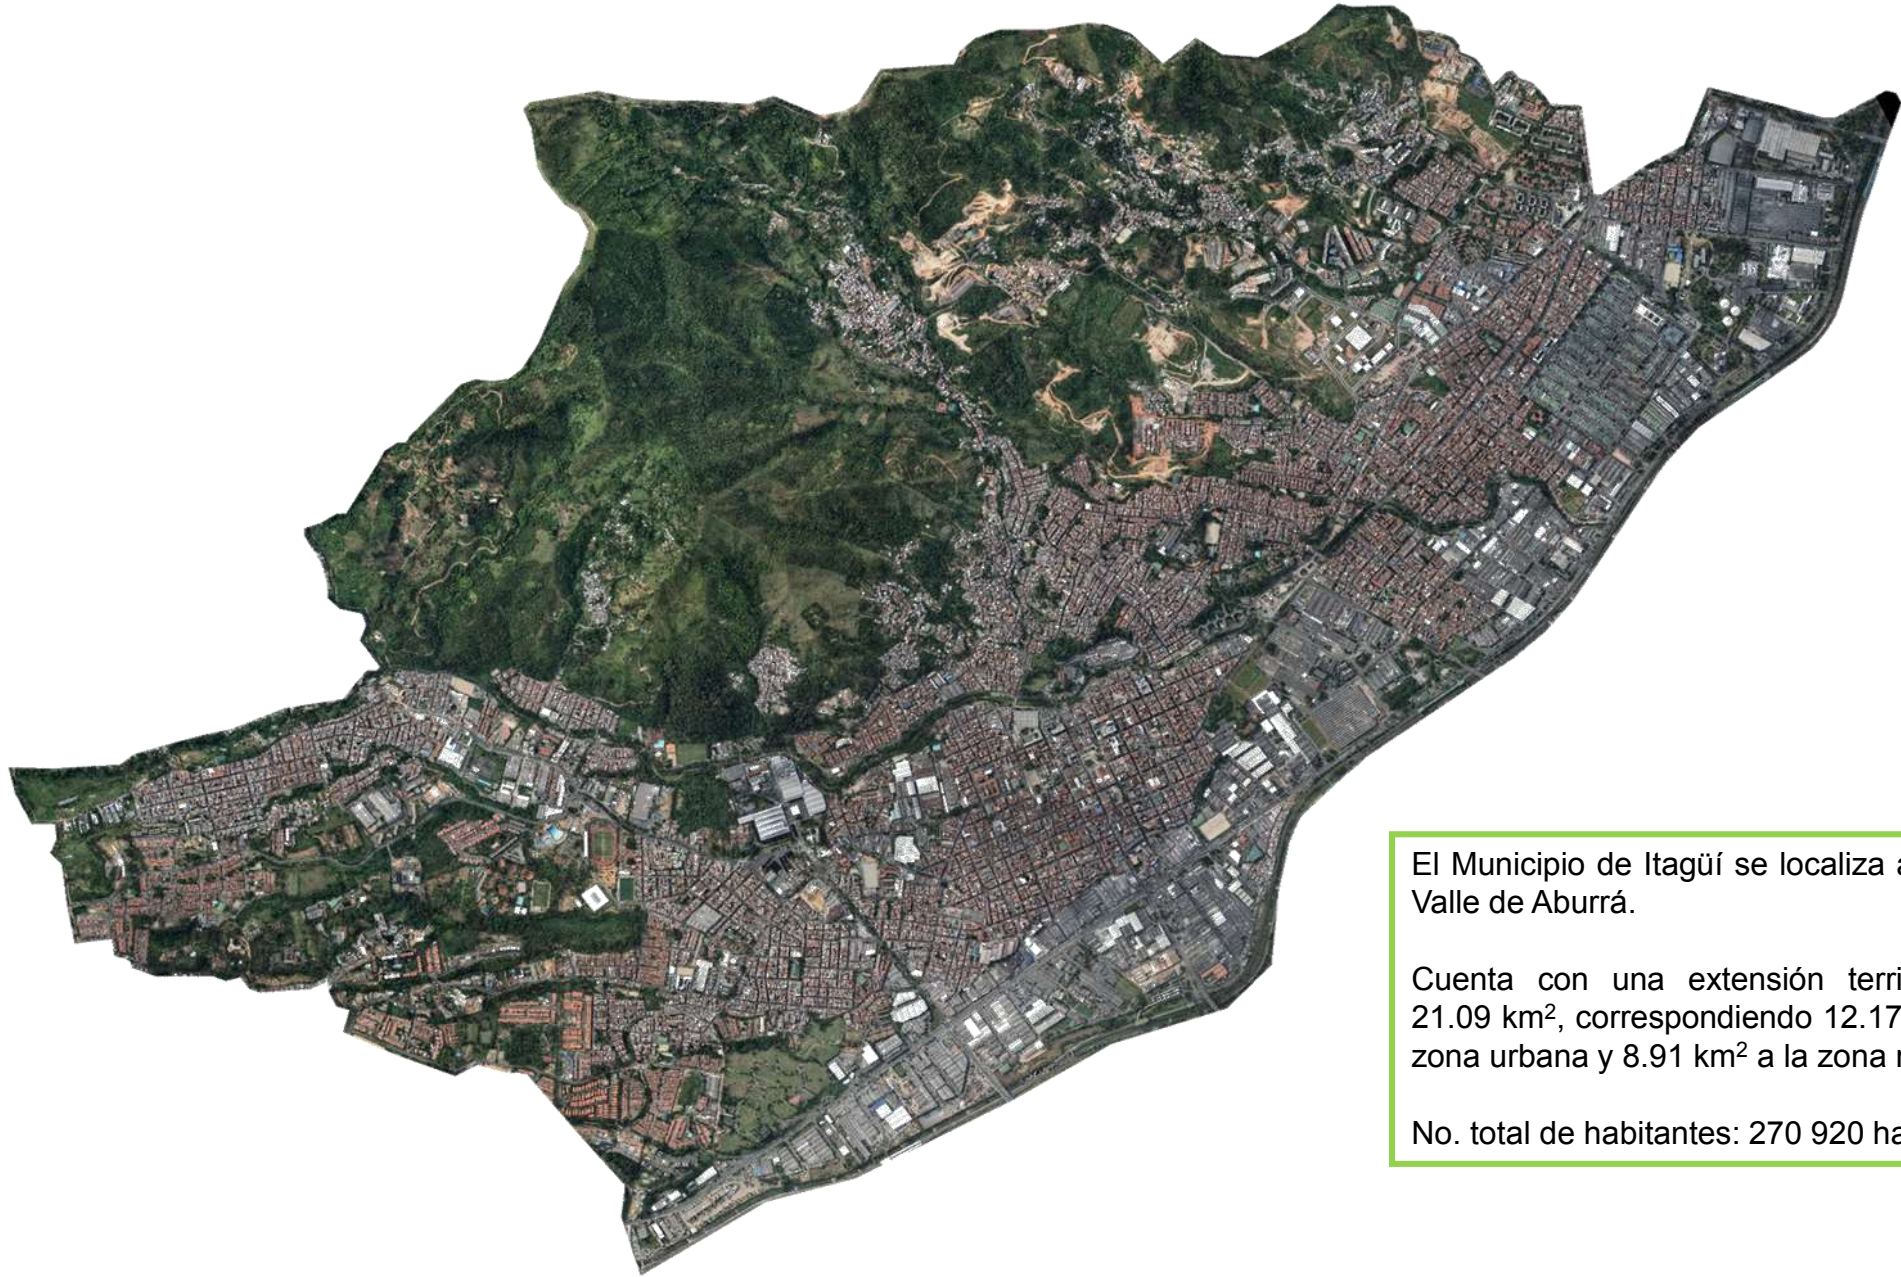 El Municipio de Itagüí se localiza
Valle de Aburrá.
Cuenta con una extensión
21.09 km², correspondiendo 12.17
zona urbana y 8.91 km² a la zona
No. total de habitantes: 270 920